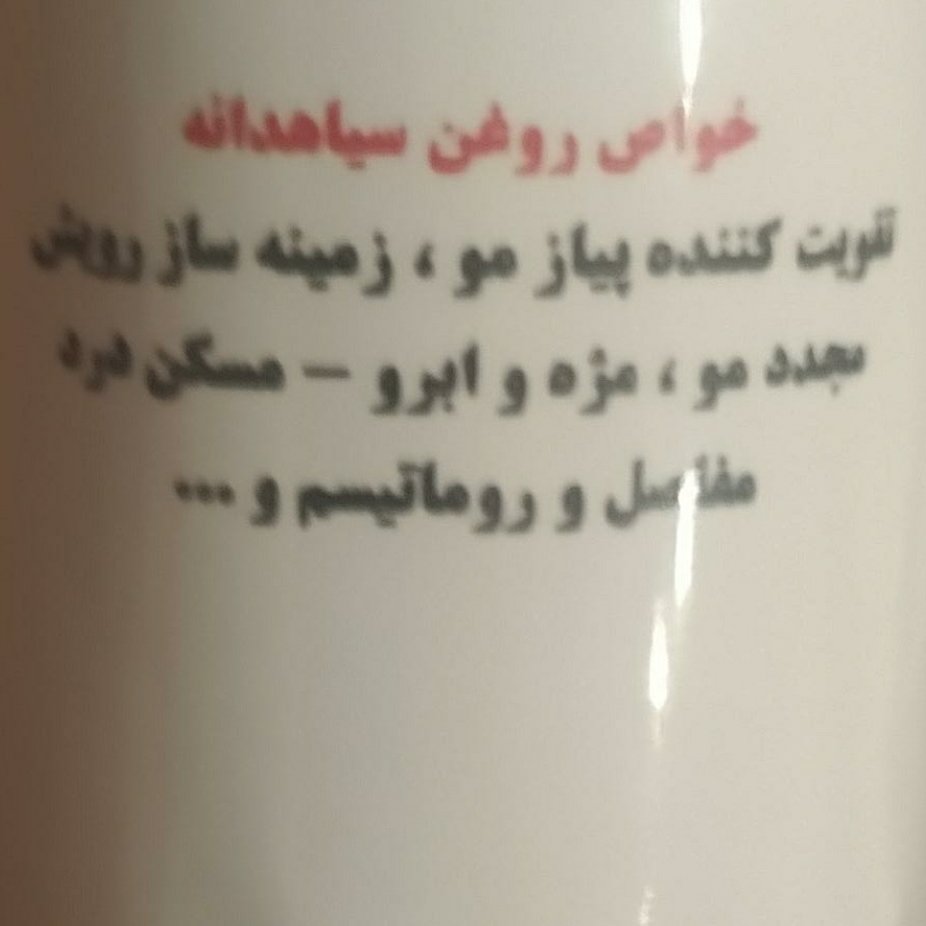 خواص روغن سیاهدانه
تقویت کننده پیاز مو ، زمینه ساز رویش
مجدد مو ، مژه و ابرو – مسکن درد
مفاصل و روماتیسم و ...